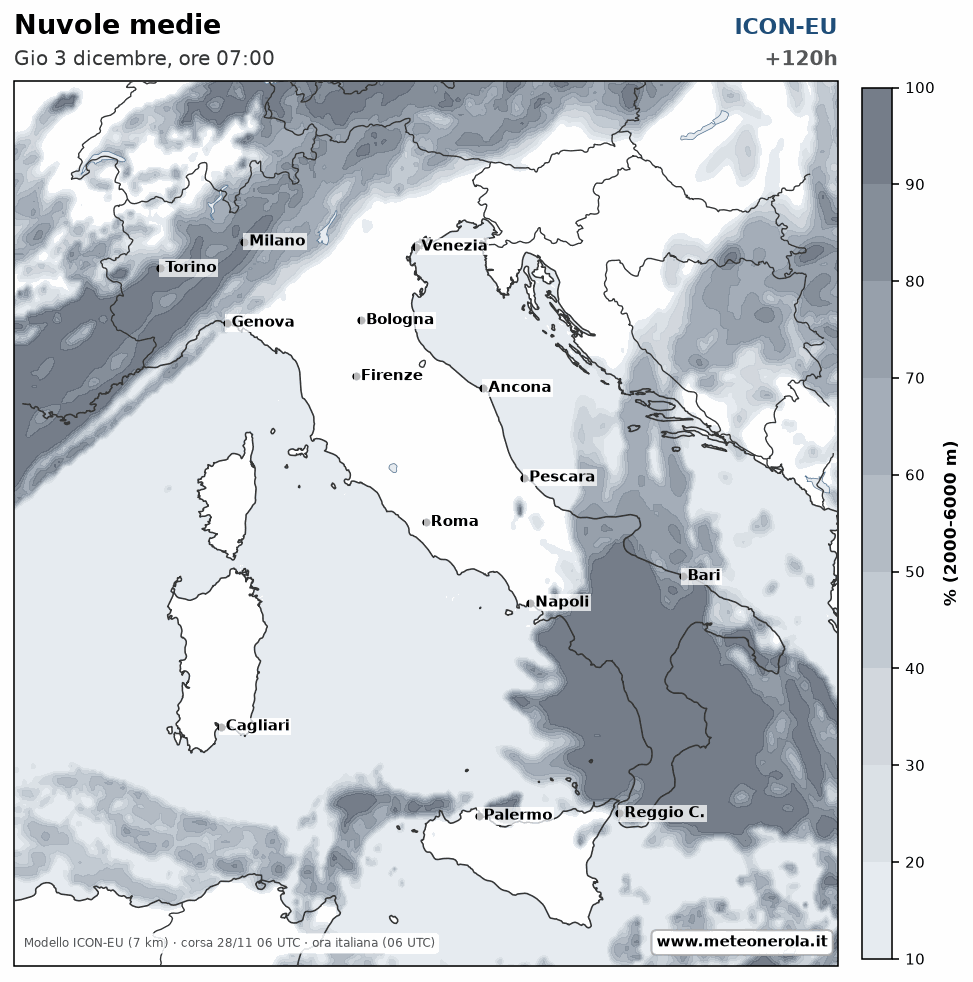 Nuvole medie
ICON-EU
Gio 3 dicembre, ore 07:00
+120h
100
90
80
70
60
50
40
30
20
10
% (2000-6000 m)
Milano
Venezia
Torino
Genova
Bologna
Firenze
Ancona
Pescara
Roma
Bari
Napoli
Cagliari
Palermo
Reggio C.
Modello ICON-EU (7 km) · corsa 28/11 06 UTC · ora italiana (06 UTC)
www.meteonerola.it